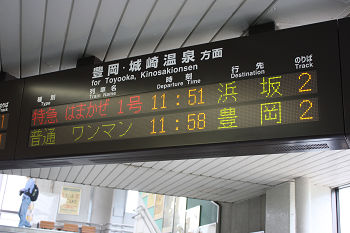 豊岡・城崎温泉方面
for Toyooka, Kinosakionsen
種別 列車名 時刻 行先 のりば
Type Train Name Departure Time Destination Track
特急 はまかぜ 1号 11:51 浜坂 2
普通 ワンマン 11:58 豊岡 2